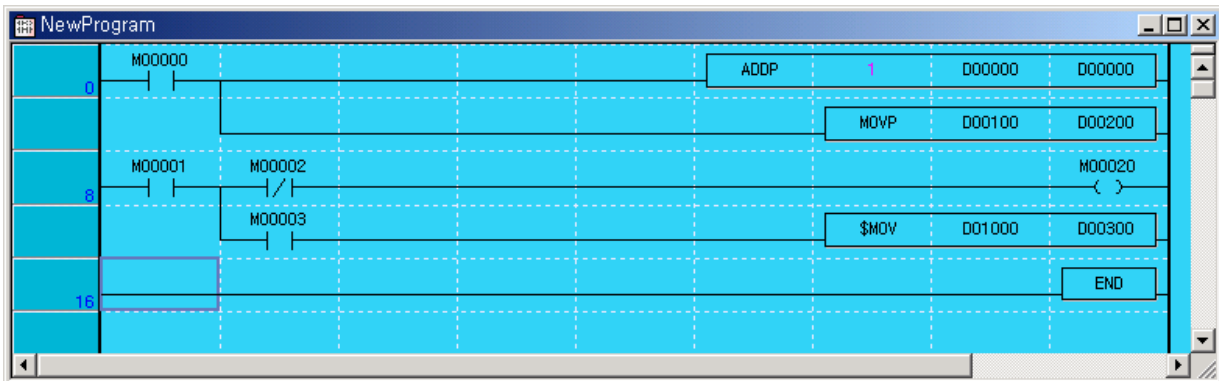 NewProgram
M00000
0
ADDP 1 D00000 D00000
MOVP D00100 D00200
M00001 M00002 M00020
8
M00003
$MOV D01000 D00300
16
END